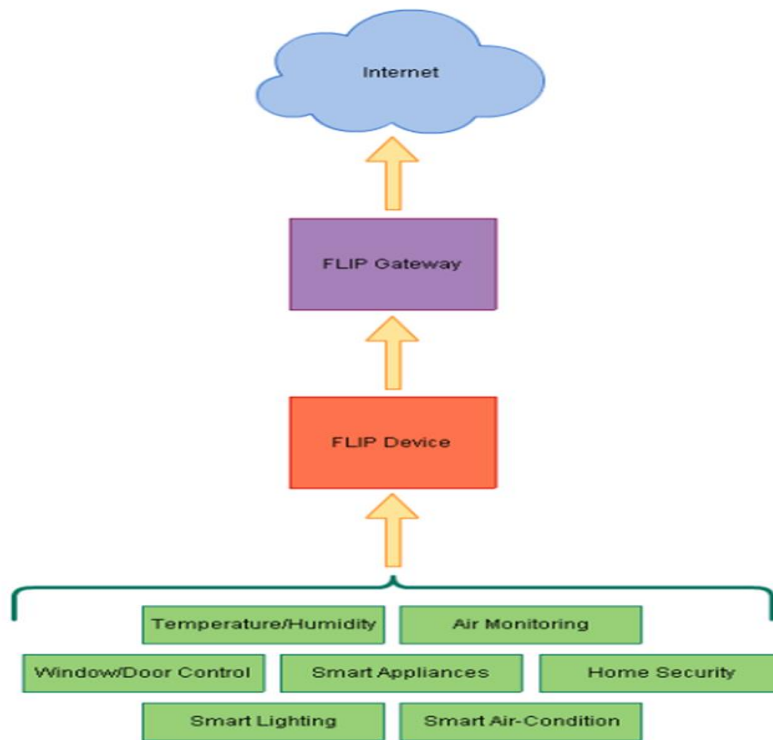 Internet
FLIP Gateway
FLIP Device
Temperature/Humidity
Air Monitoring
Window/Door Control
Smart Appliances
Home Security
Smart Lighting
Smart Air-Condition